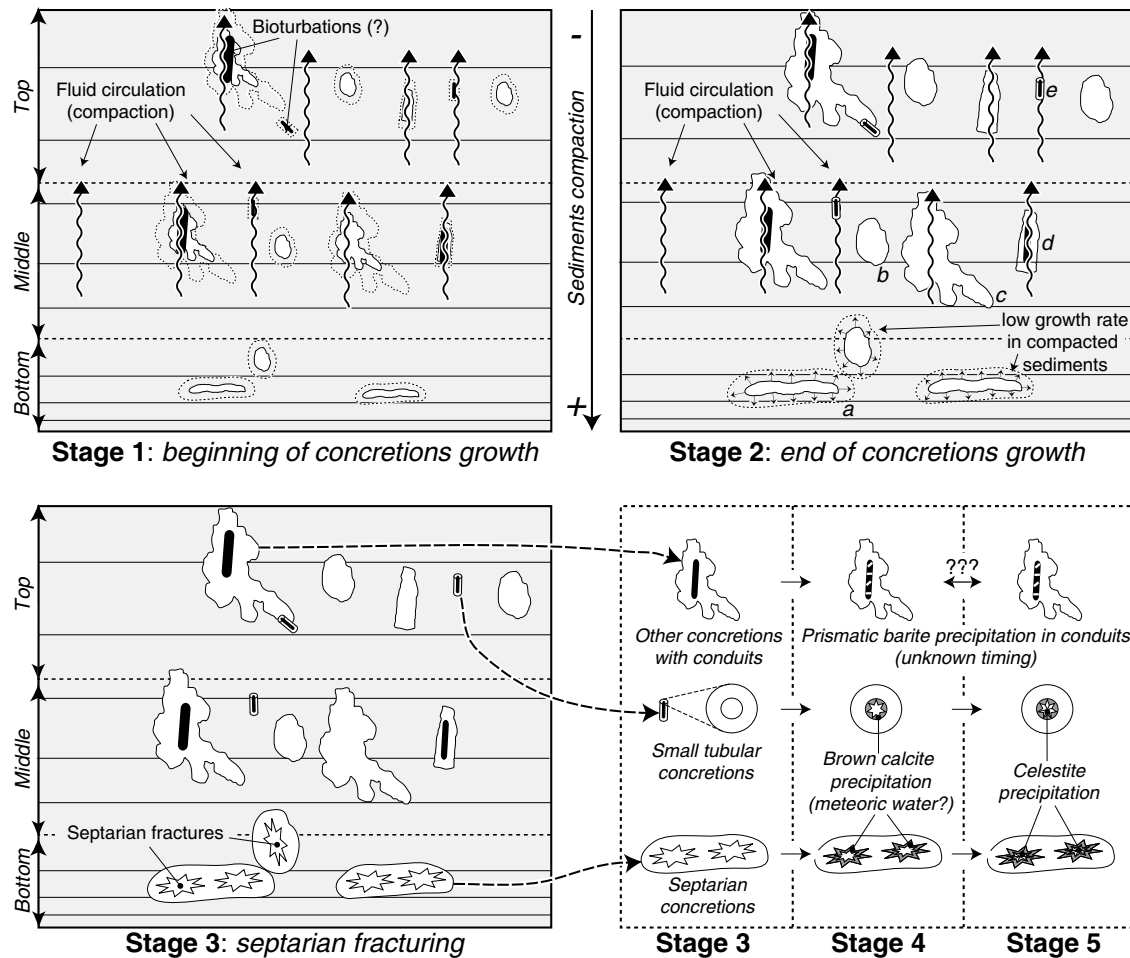 Bioturbations (?)
Fluid circulation
(compaction)
Top
Middle
Bottom
Stage 1: beginning of concretions growth
Sediments compaction
-
+
Fluid circulation
(compaction)
e
d
b
c
low growth rate
in compacted
sediments
a
Stage 2: end of concretions growth
Top
Middle
Bottom
Septarian fractures
Stage 3: septarian fracturing
???
Other concretions
with conduits
Prismatic barite precipitation in conduits
(unknown timing)
Small tubular
concretions
Brown calcite
precipitation
(meteoric water?)
Celestite
precipitation
Septarian
concretions
Stage 3
Stage 4
Stage 5